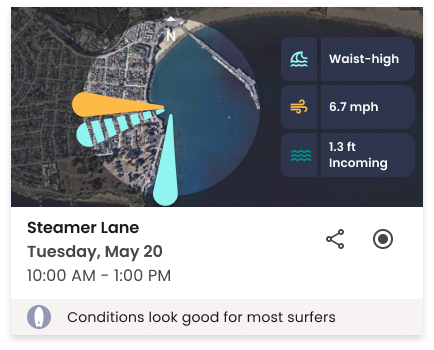 N
Waist-high
6.7 mph
1.3 ft
Incoming
Steamer Lane
Tuesday, May 20
10:00 AM - 1:00 PM
Conditions look good for most surfers